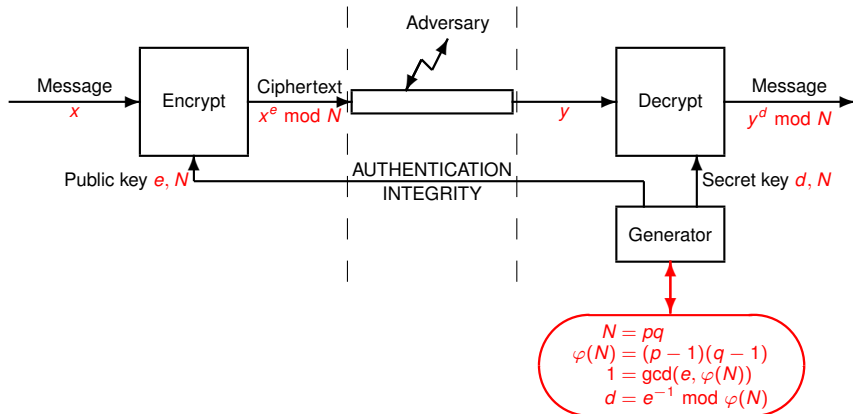 Adversary
Message
x
Encrypt
Ciphertext
x^e mod N
y
Decrypt
Message
y^d mod N
Public key e, N
AUTHENTICATION
INTEGRITY
Secret key d, N
Generator
N = pq
φ(N) = (p − 1)(q − 1)
1 = gcd(e, φ(N))
d = e^−1 mod φ(N)